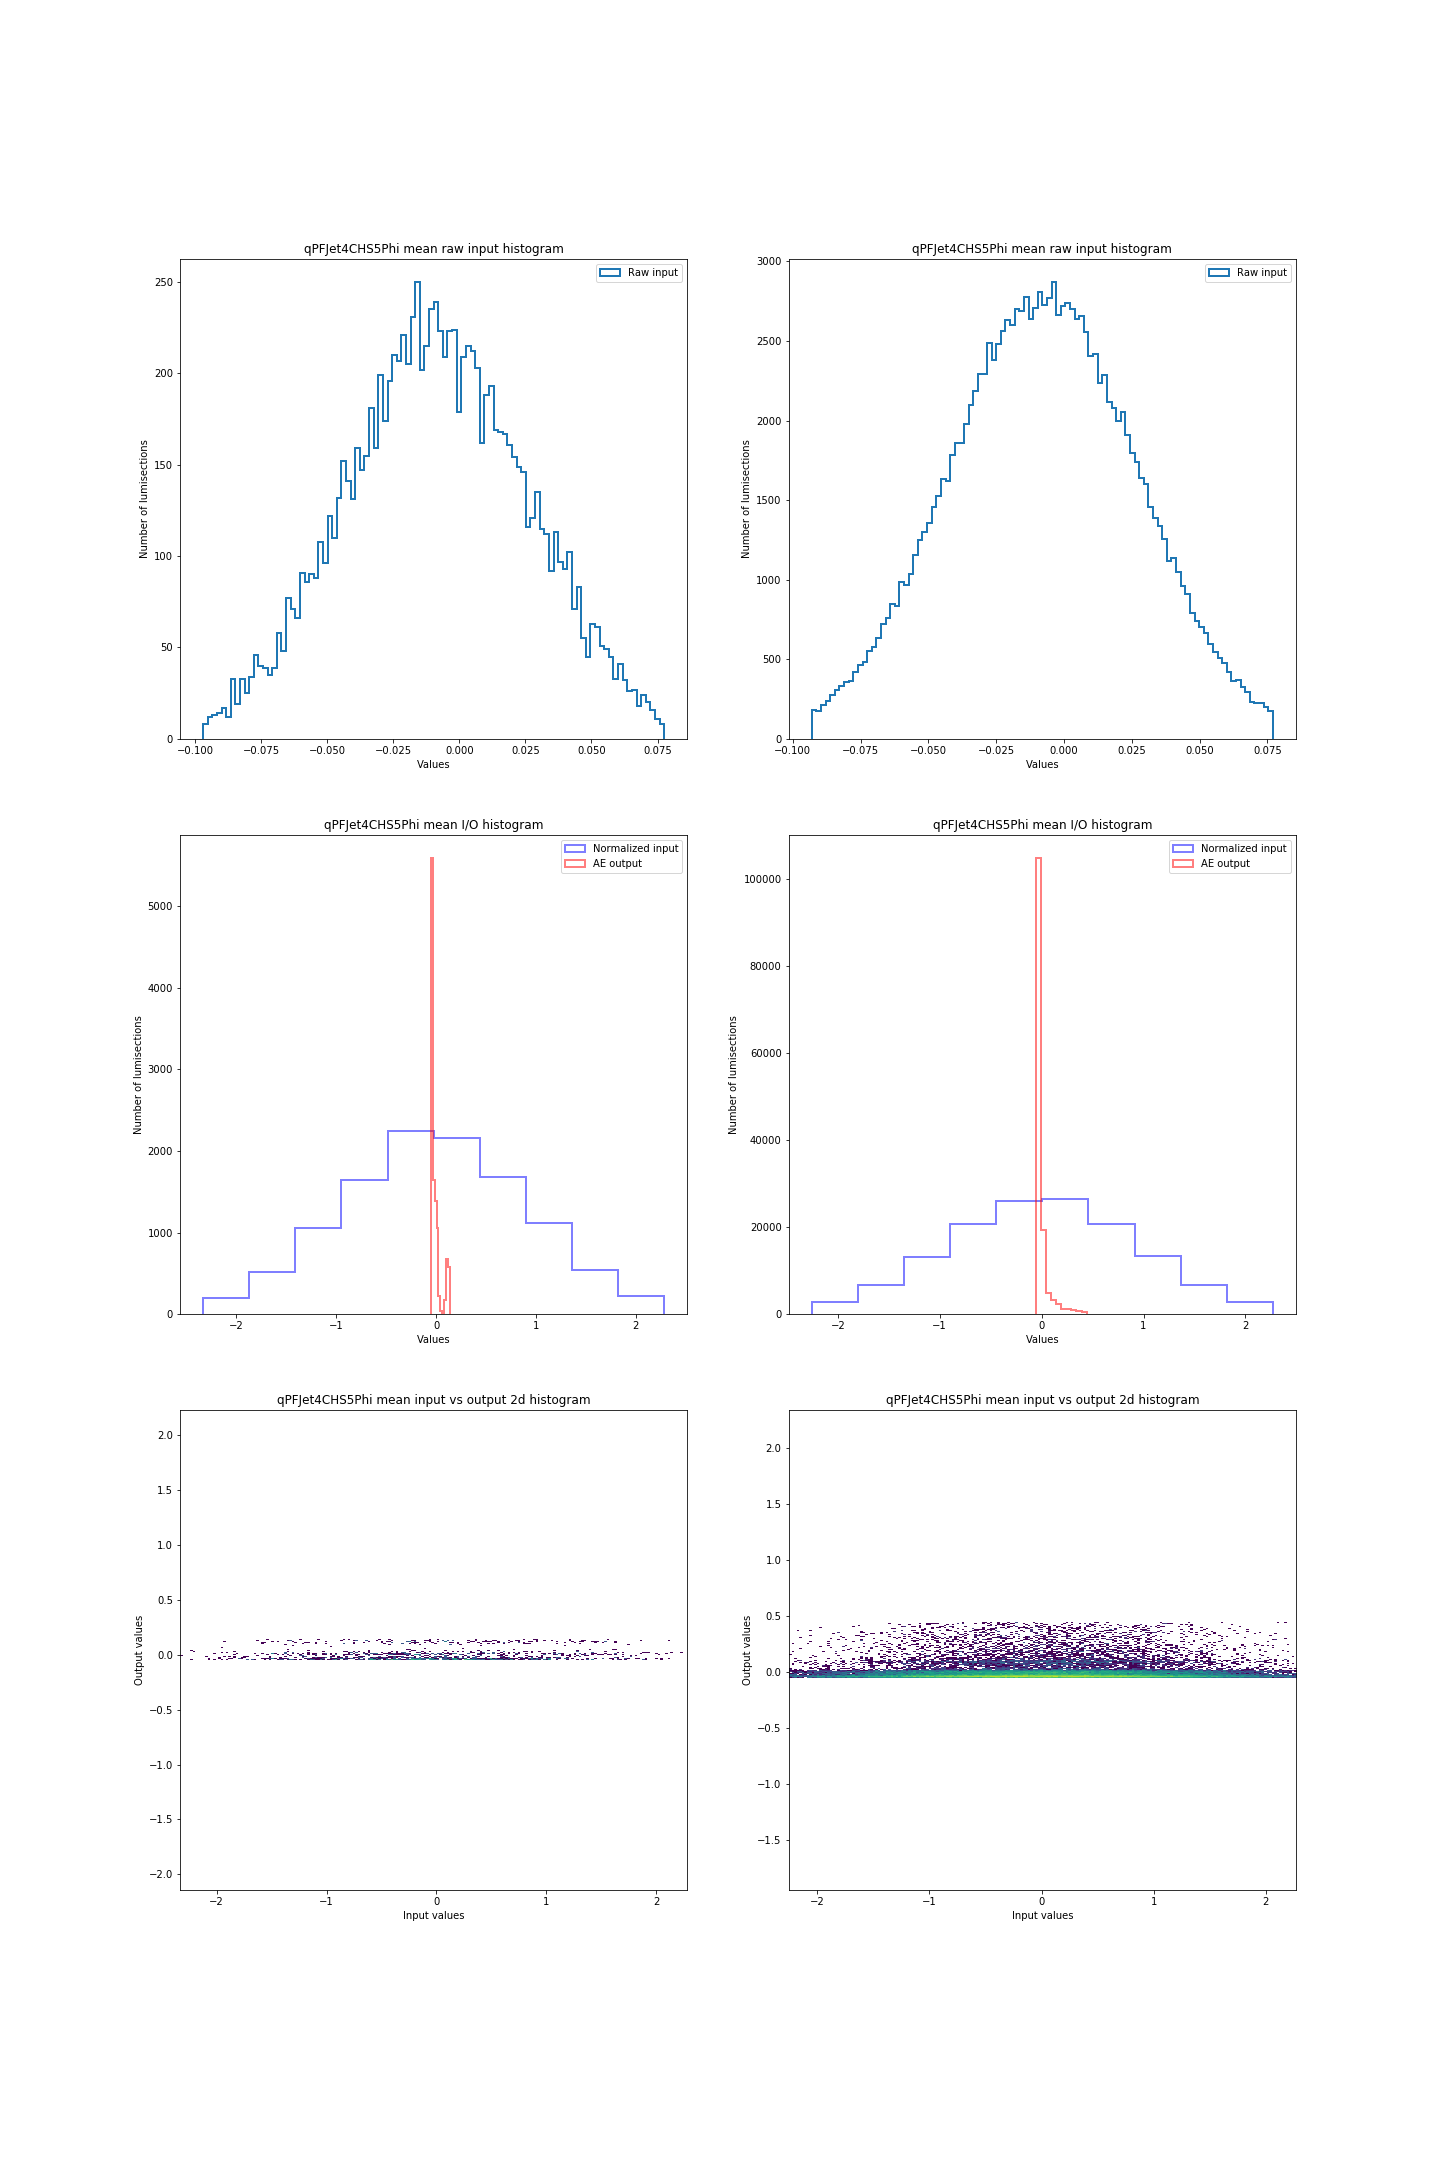 qPFJet4CHS5Phi mean raw input histogram
Raw input
Number of lumisections
250
200
150
100
50
0
−0.100 −0.075 −0.050 −0.025 0.000 0.025 0.050 0.075
Values
qPFJet4CHS5Phi mean raw input histogram
Raw input
Number of lumisections
3000
2500
2000
1500
1000
500
0
−0.100 −0.075 −0.050 −0.025 0.000 0.025 0.050 0.075
Values
qPFJet4CHS5Phi mean I/O histogram
Normalized input
AE output
Number of lumisections
5000
4000
3000
2000
1000
0
−2 −1 0 1 2
Values
qPFJet4CHS5Phi mean I/O histogram
Normalized input
AE output
Number of lumisections
100000
80000
60000
40000
20000
0
−2 −1 0 1 2
Values
qPFJet4CHS5Phi mean input vs output 2d histogram
Output values
2.0
1.5
1.0
0.5
0.0
−0.5
−1.0
−1.5
−2.0
−2 −1 0 1 2
Input values
qPFJet4CHS5Phi mean input vs output 2d histogram
Output values
2.0
1.5
1.0
0.5
0.0
−0.5
−1.0
−1.5
−2 −1 0 1 2
Input values